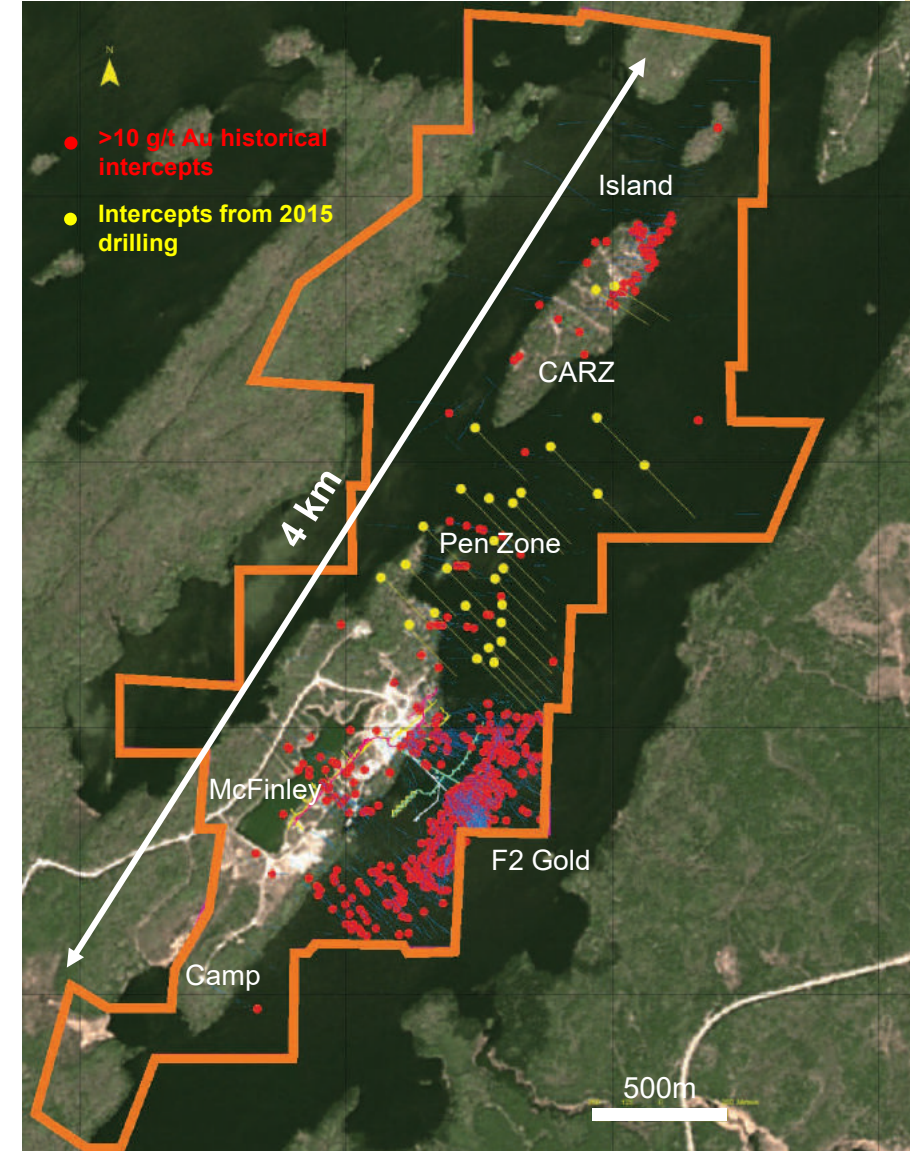 N
>10 g/t Au historical
intercepts
Intercepts from 2015
drilling
Island
CARZ
4 km
Pen Zone
McFinley
F2 Gold
Camp
500m